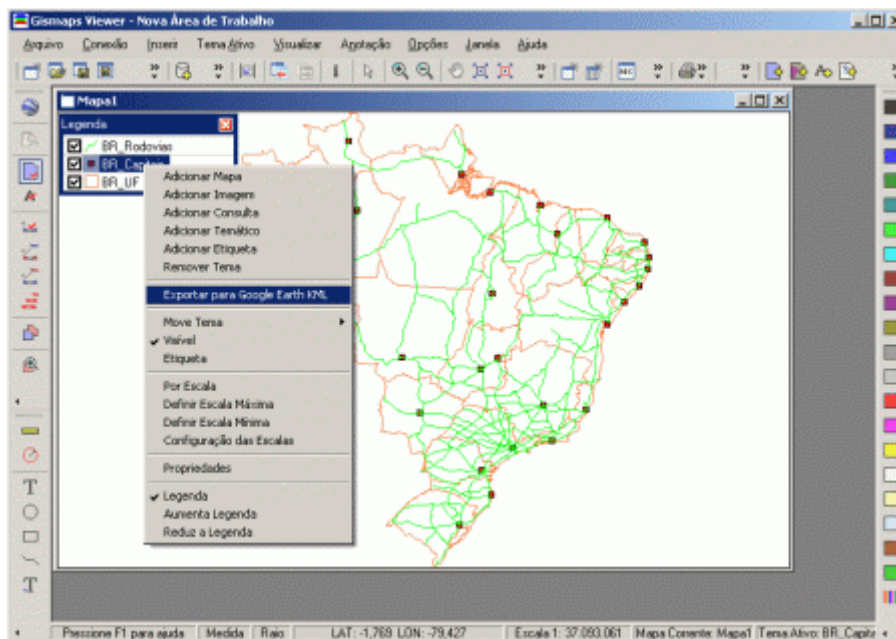 Gismaps Viewer - Nova Área de Trabalho
Arquivo Conexão Inserir Tema Ativo Visualizar Anotação Opções Janela Ajuda
Mapa1
Legenda
BR_Rodovias
BR_Capitais
BR_UF
Adicionar Mapa
Adicionar Imagem
Adicionar Consulta
Adicionar Temático
Adicionar Etiqueta
Remover Tema
Exportar para Google Earth KML
Move Tema
Visível
Etiqueta
Por Escala
Definir Escala Máxima
Definir Escala Mínima
Configuração das Escalas
Propriedades
Legenda
Aumenta Legenda
Reduz a Legenda
Pressione F1 para ajuda Medida Raio LAT: -1,769 LON: -79,427 Escala 1: 37.093.061 Mapa Corrente: Mapa1 Tema Ativo: BR_Capita